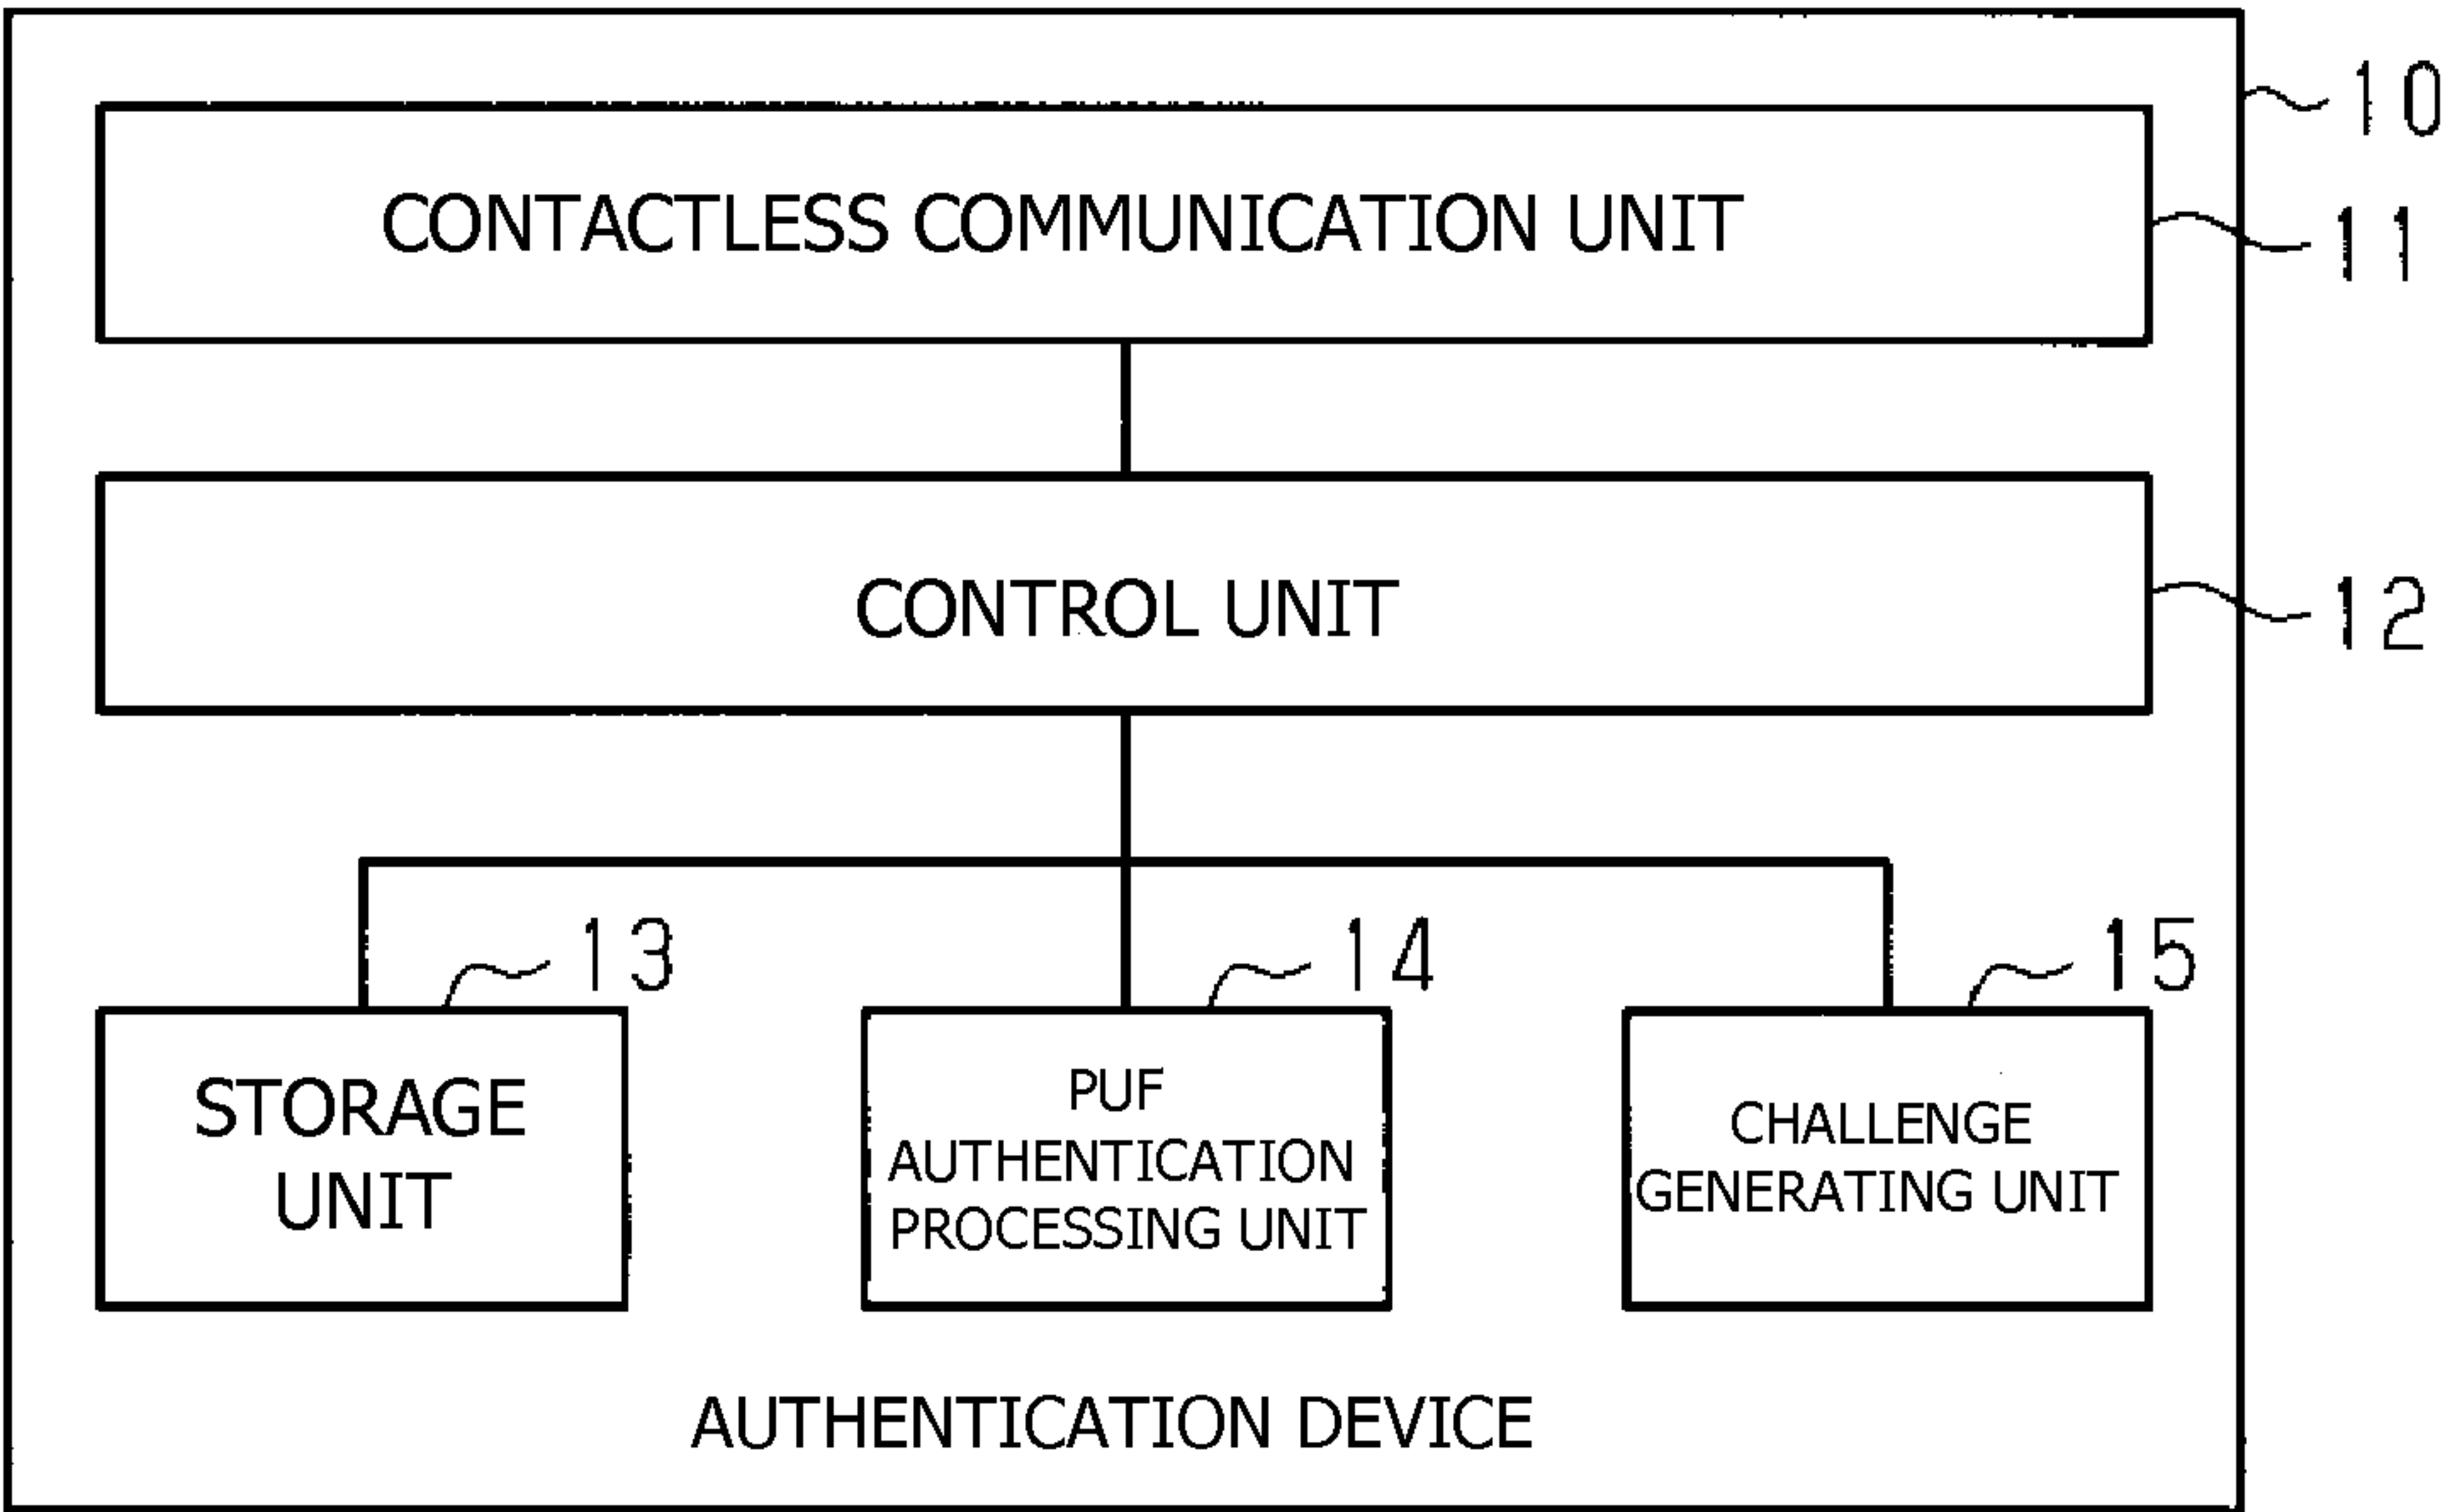 10
CONTACTLESS COMMUNICATION UNIT
11
CONTROL UNIT
12
13
14
15
STORAGE
UNIT
PUF
AUTHENTICATION
PROCESSING UNIT
CHALLENGE
GENERATING UNIT
AUTHENTICATION DEVICE